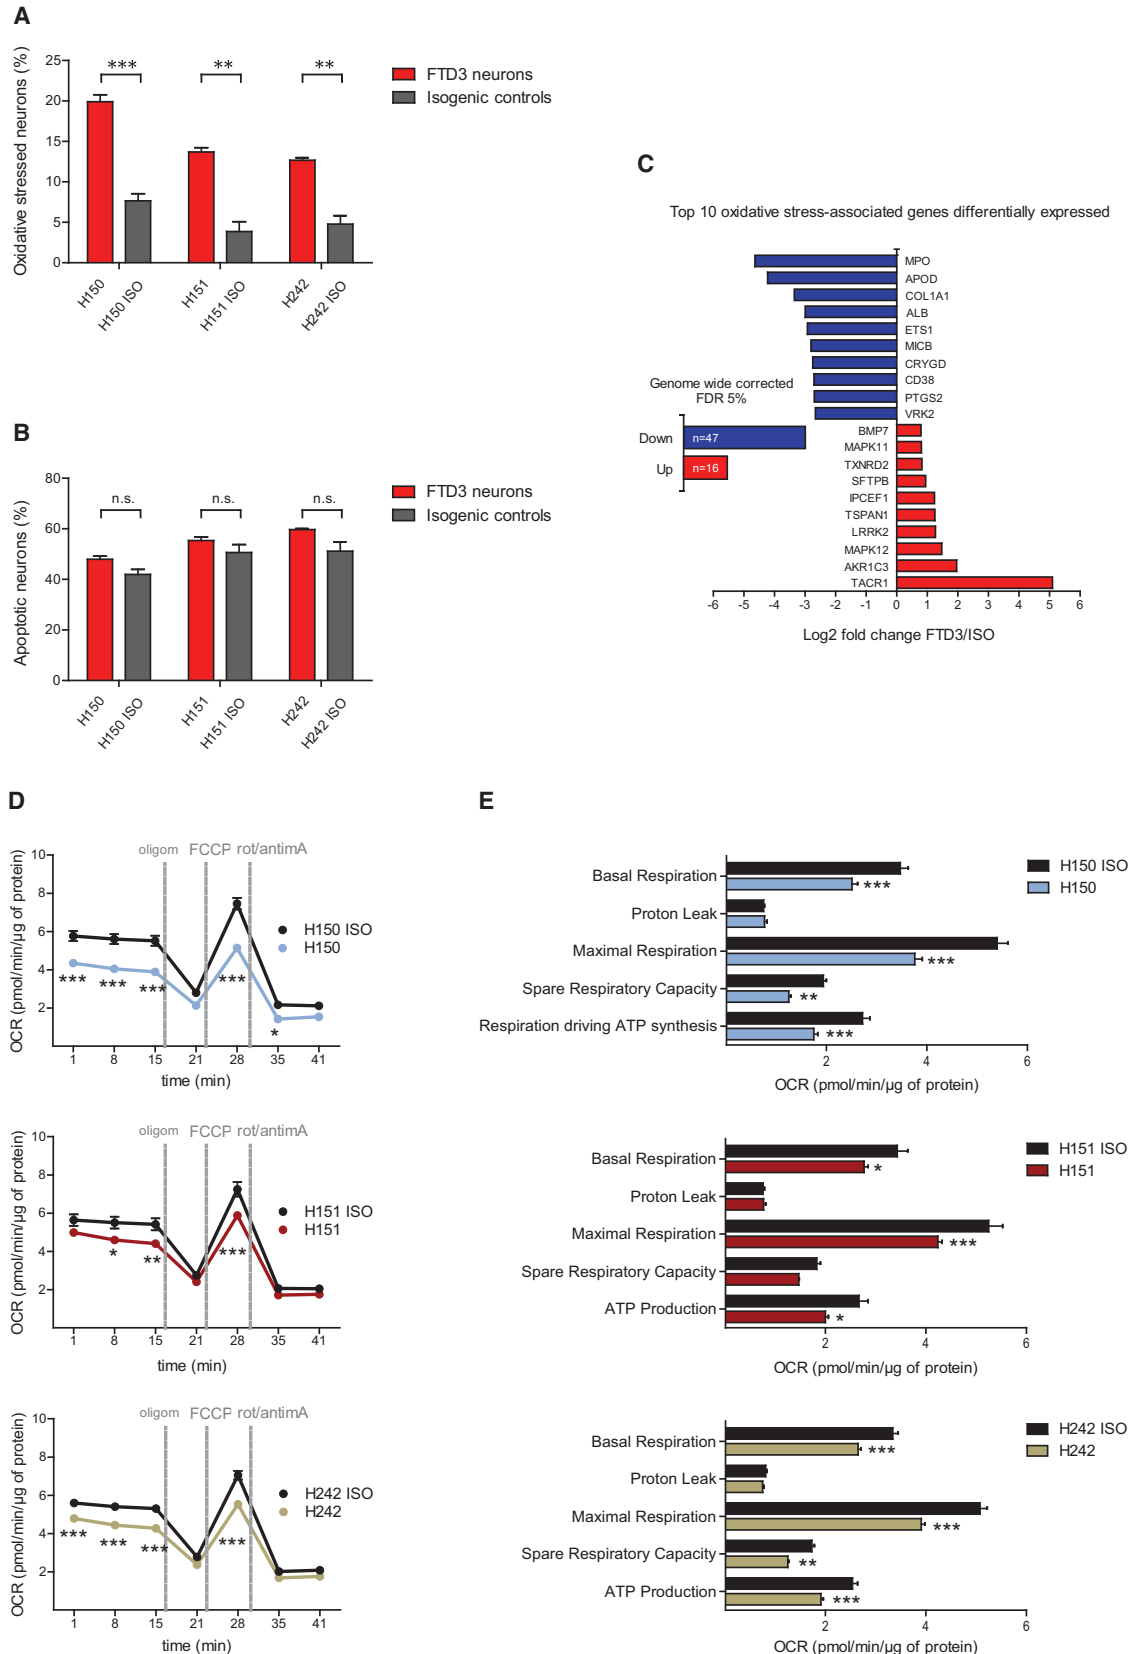 A
Oxidative stressed neurons (%)
25
20
15
10
5
0
***
**
**
FTD3 neurons
Isogenic controls
H150
H150 ISO
H151
H151 ISO
H242
H242 ISO
B
Apoptotic neurons (%)
80
60
40
20
0
n.s.
n.s.
n.s.
FTD3 neurons
Isogenic controls
H150
H150 ISO
H151
H151 ISO
H242
H242 ISO
C
Top 10 oxidative stress-associated genes differentially expressed
MPO
APOD
COL1A1
ALB
ETS1
MICB
CRYGD
CD38
PTGS2
VRK2
BMP7
MAPK11
TXNRD2
SFTPB
IPCEF1
TSPAN1
LRRK2
MAPK12
AKR1C3
TACR1
Genome wide corrected
FDR 5%
Down
n=47
Up
n=16
-6 -5 -4 -3 -2 -1 0 1 2 3 4 5 6
Log2 fold change FTD3/ISO
D
oligom FCCP rot/antimA
OCR (pmol/min/µg of protein)
10
8
6
4
2
H150 ISO
H150
*** *** *** *** *
1 8 15 21 28 35 41
time (min)
oligom FCCP rot/antimA
OCR (pmol/min/µg of protein)
10
8
6
4
2
H151 ISO
H151
* ** ***
1 8 15 21 28 35 41
time (min)
oligom FCCP rot/antimA
OCR (pmol/min/µg of protein)
10
8
6
4
2
H242 ISO
H242
*** *** *** ***
1 8 15 21 28 35 41
time (min)
E
Basal Respiration ***
Proton Leak
Maximal Respiration ***
Spare Respiratory Capacity **
Respiration driving ATP synthesis ***
H150 ISO
H150
2 4 6
OCR (pmol/min/µg of protein)
Basal Respiration *
Proton Leak
Maximal Respiration ***
Spare Respiratory Capacity
ATP Production *
H151 ISO
H151
2 4 6
OCR (pmol/min/µg of protein)
Basal Respiration ***
Proton Leak
Maximal Respiration ***
Spare Respiratory Capacity **
ATP Production ***
H242 ISO
H242
2 4 6
OCR (pmol/min/µg of protein)